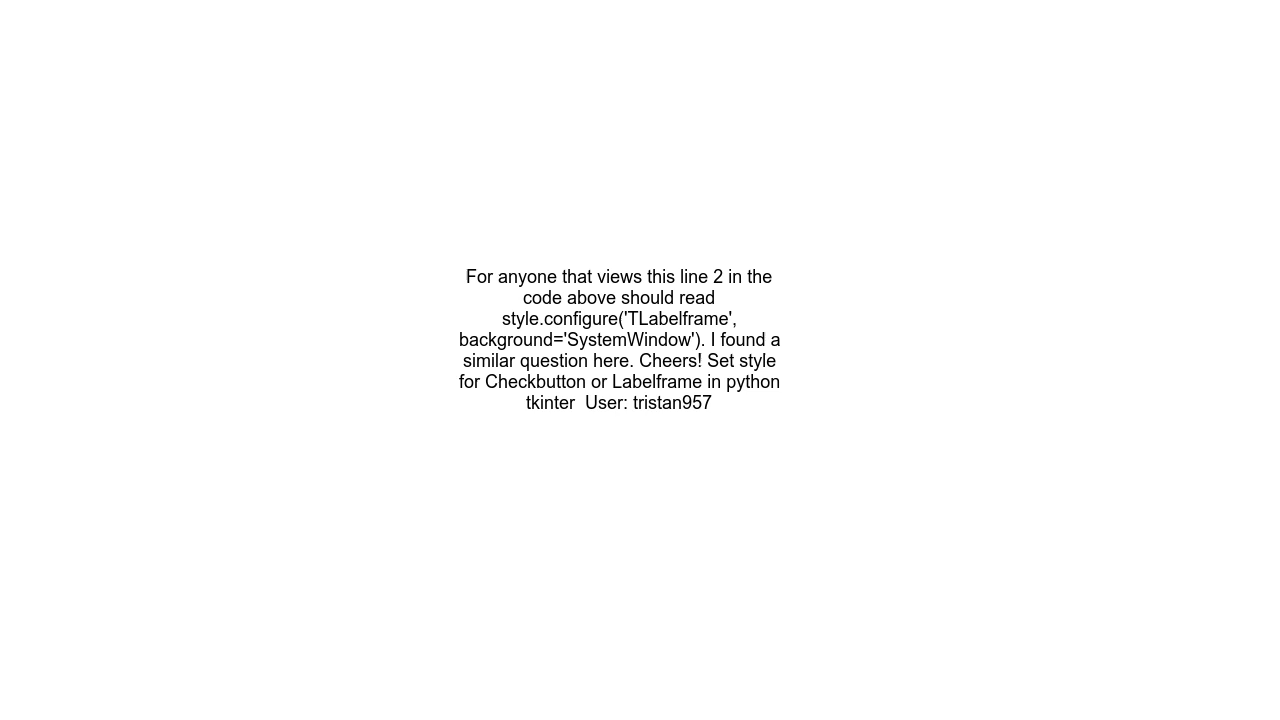 For anyone that views this line 2 in the
code above should read
style.configure('TLabelframe',
background='SystemWindow'). I found a
similar question here. Cheers! Set style
for Checkbutton or Labelframe in python
tkinter  User: tristan957